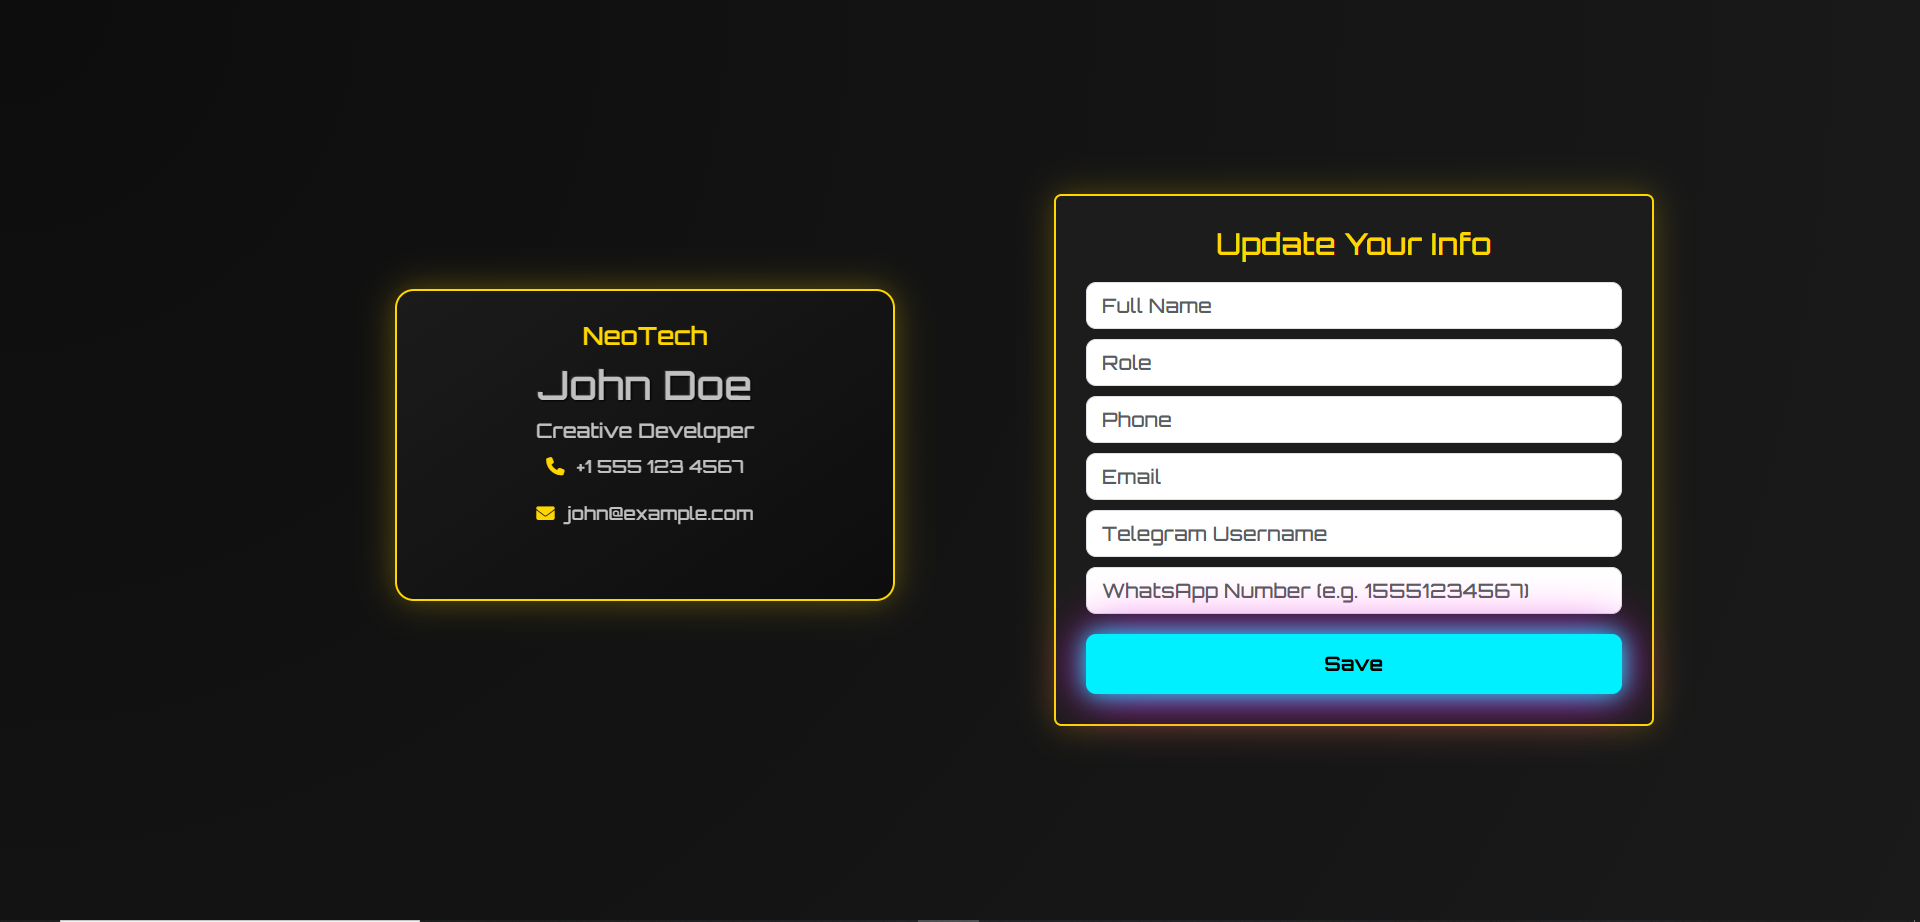 NeoTech
John Doe
Creative Developer
+1 555 123 4567
john@example.com
Update Your Info
Full Name
Role
Phone
Email
Telegram Username
WhatsApp Number (e.g. 15551234567)
Save